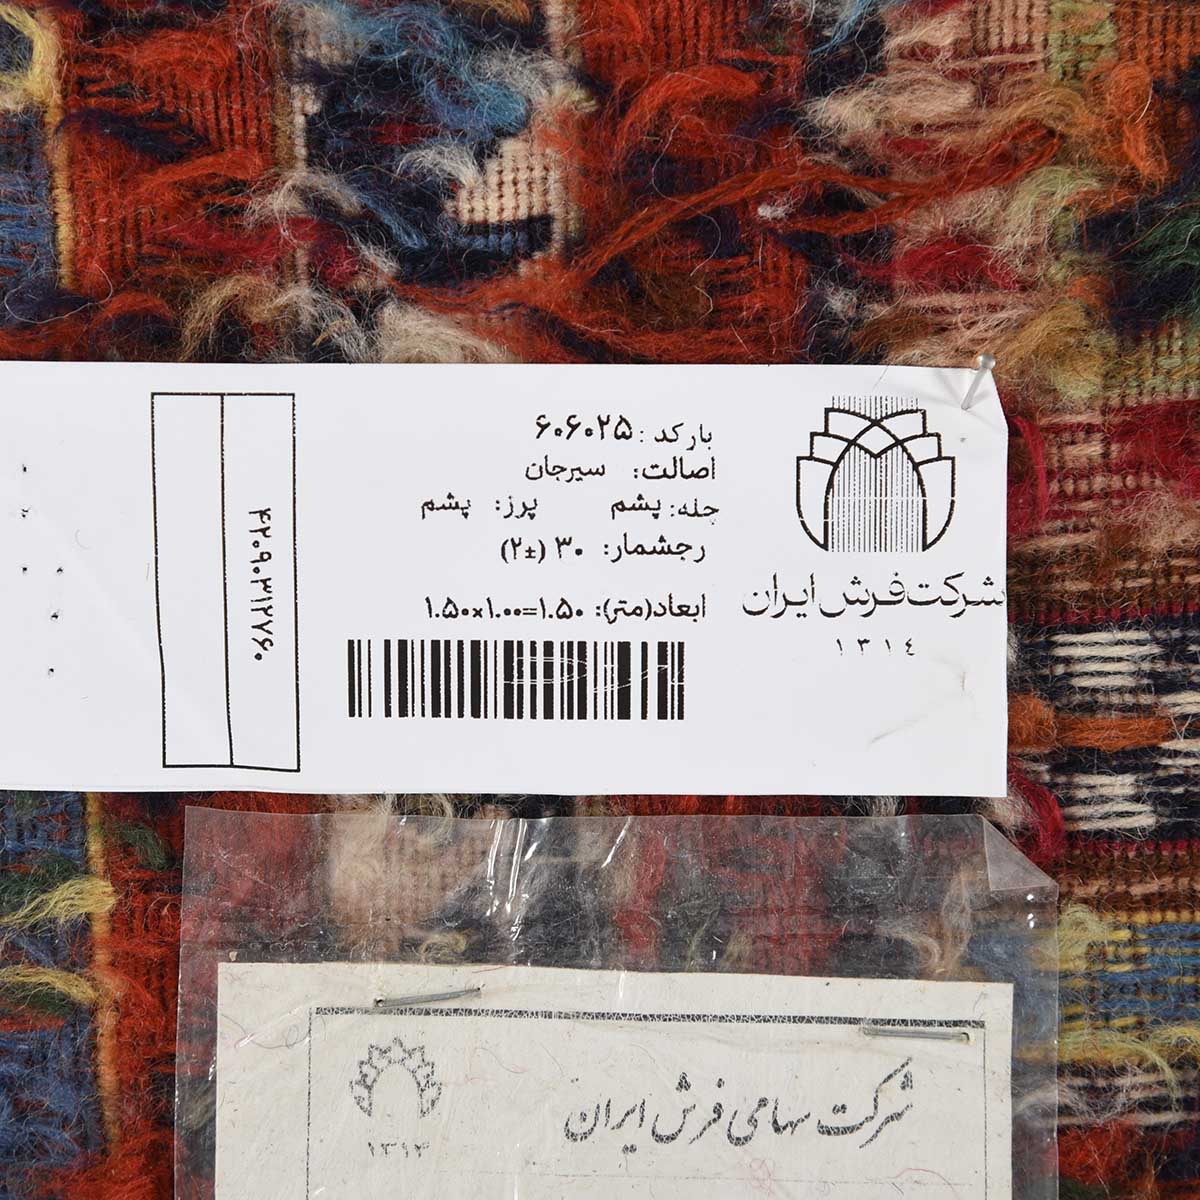 بارکد: ۶۰۶۰۲۵
اصالت: سیرجان
چله: پشم پرز: پشم
رجشمار: ۳۰ (±۲)
ابعاد(متر): ۱.۵۰×۱.۰۰=۱.۵۰
شرکت فرش ایران
۱۳۱۴
۴۲۰۹۰۳۱۲۷۶۰
شرکت سهامی فرش ایران
۱۳۱۴